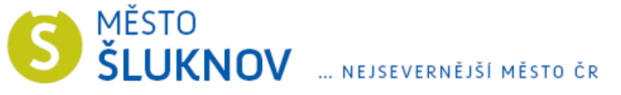 S
MĚSTO
ŠLUKNOV
... NEJSEVERNĚJŠÍ MĚSTO ČR